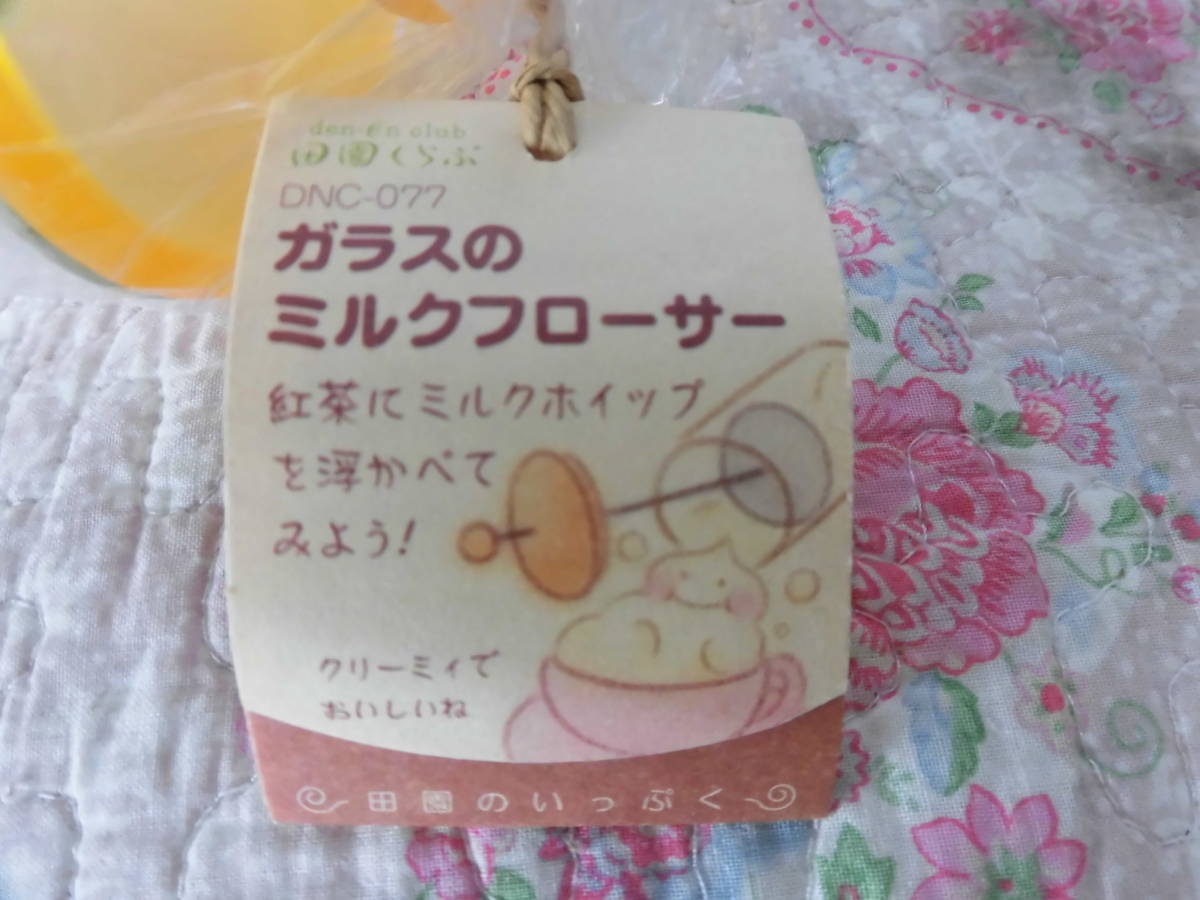 den-én club
田園くらぶ
DNC-077
ガラスの
ミルクフローサー
紅茶にミルクホイップ
を浮かべて
みよう!
クリーミィで
おいしいね
田園のいっぷく